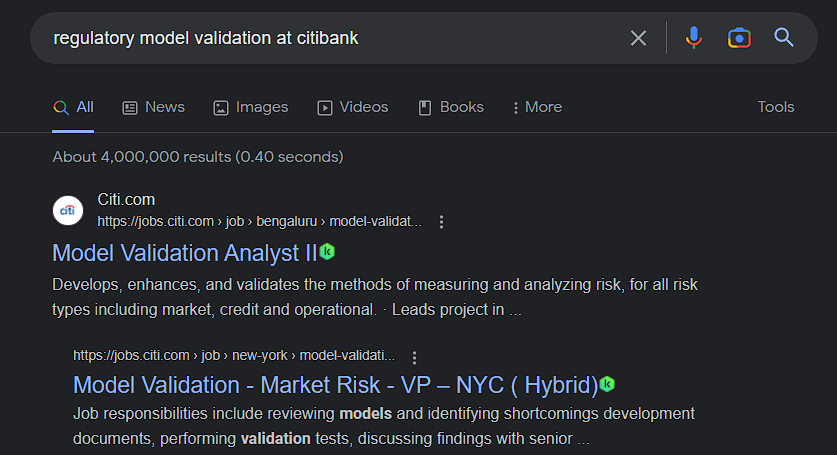 regulatory model validation at citibank
All News Images Videos Books More Tools
About 4,000,000 results (0.40 seconds)
citi
Citi.com
https://jobs.citi.com › job › bengaluru › model-validat...
Model Validation Analyst II
Develops, enhances, and validates the methods of measuring and analyzing risk, for all risk
types including market, credit and operational. · Leads project in ...
https://jobs.citi.com › job › new-york › model-validati...
Model Validation - Market Risk - VP – NYC ( Hybrid)
Job responsibilities include reviewing models and identifying shortcomings development
documents, performing validation tests, discussing findings with senior ...